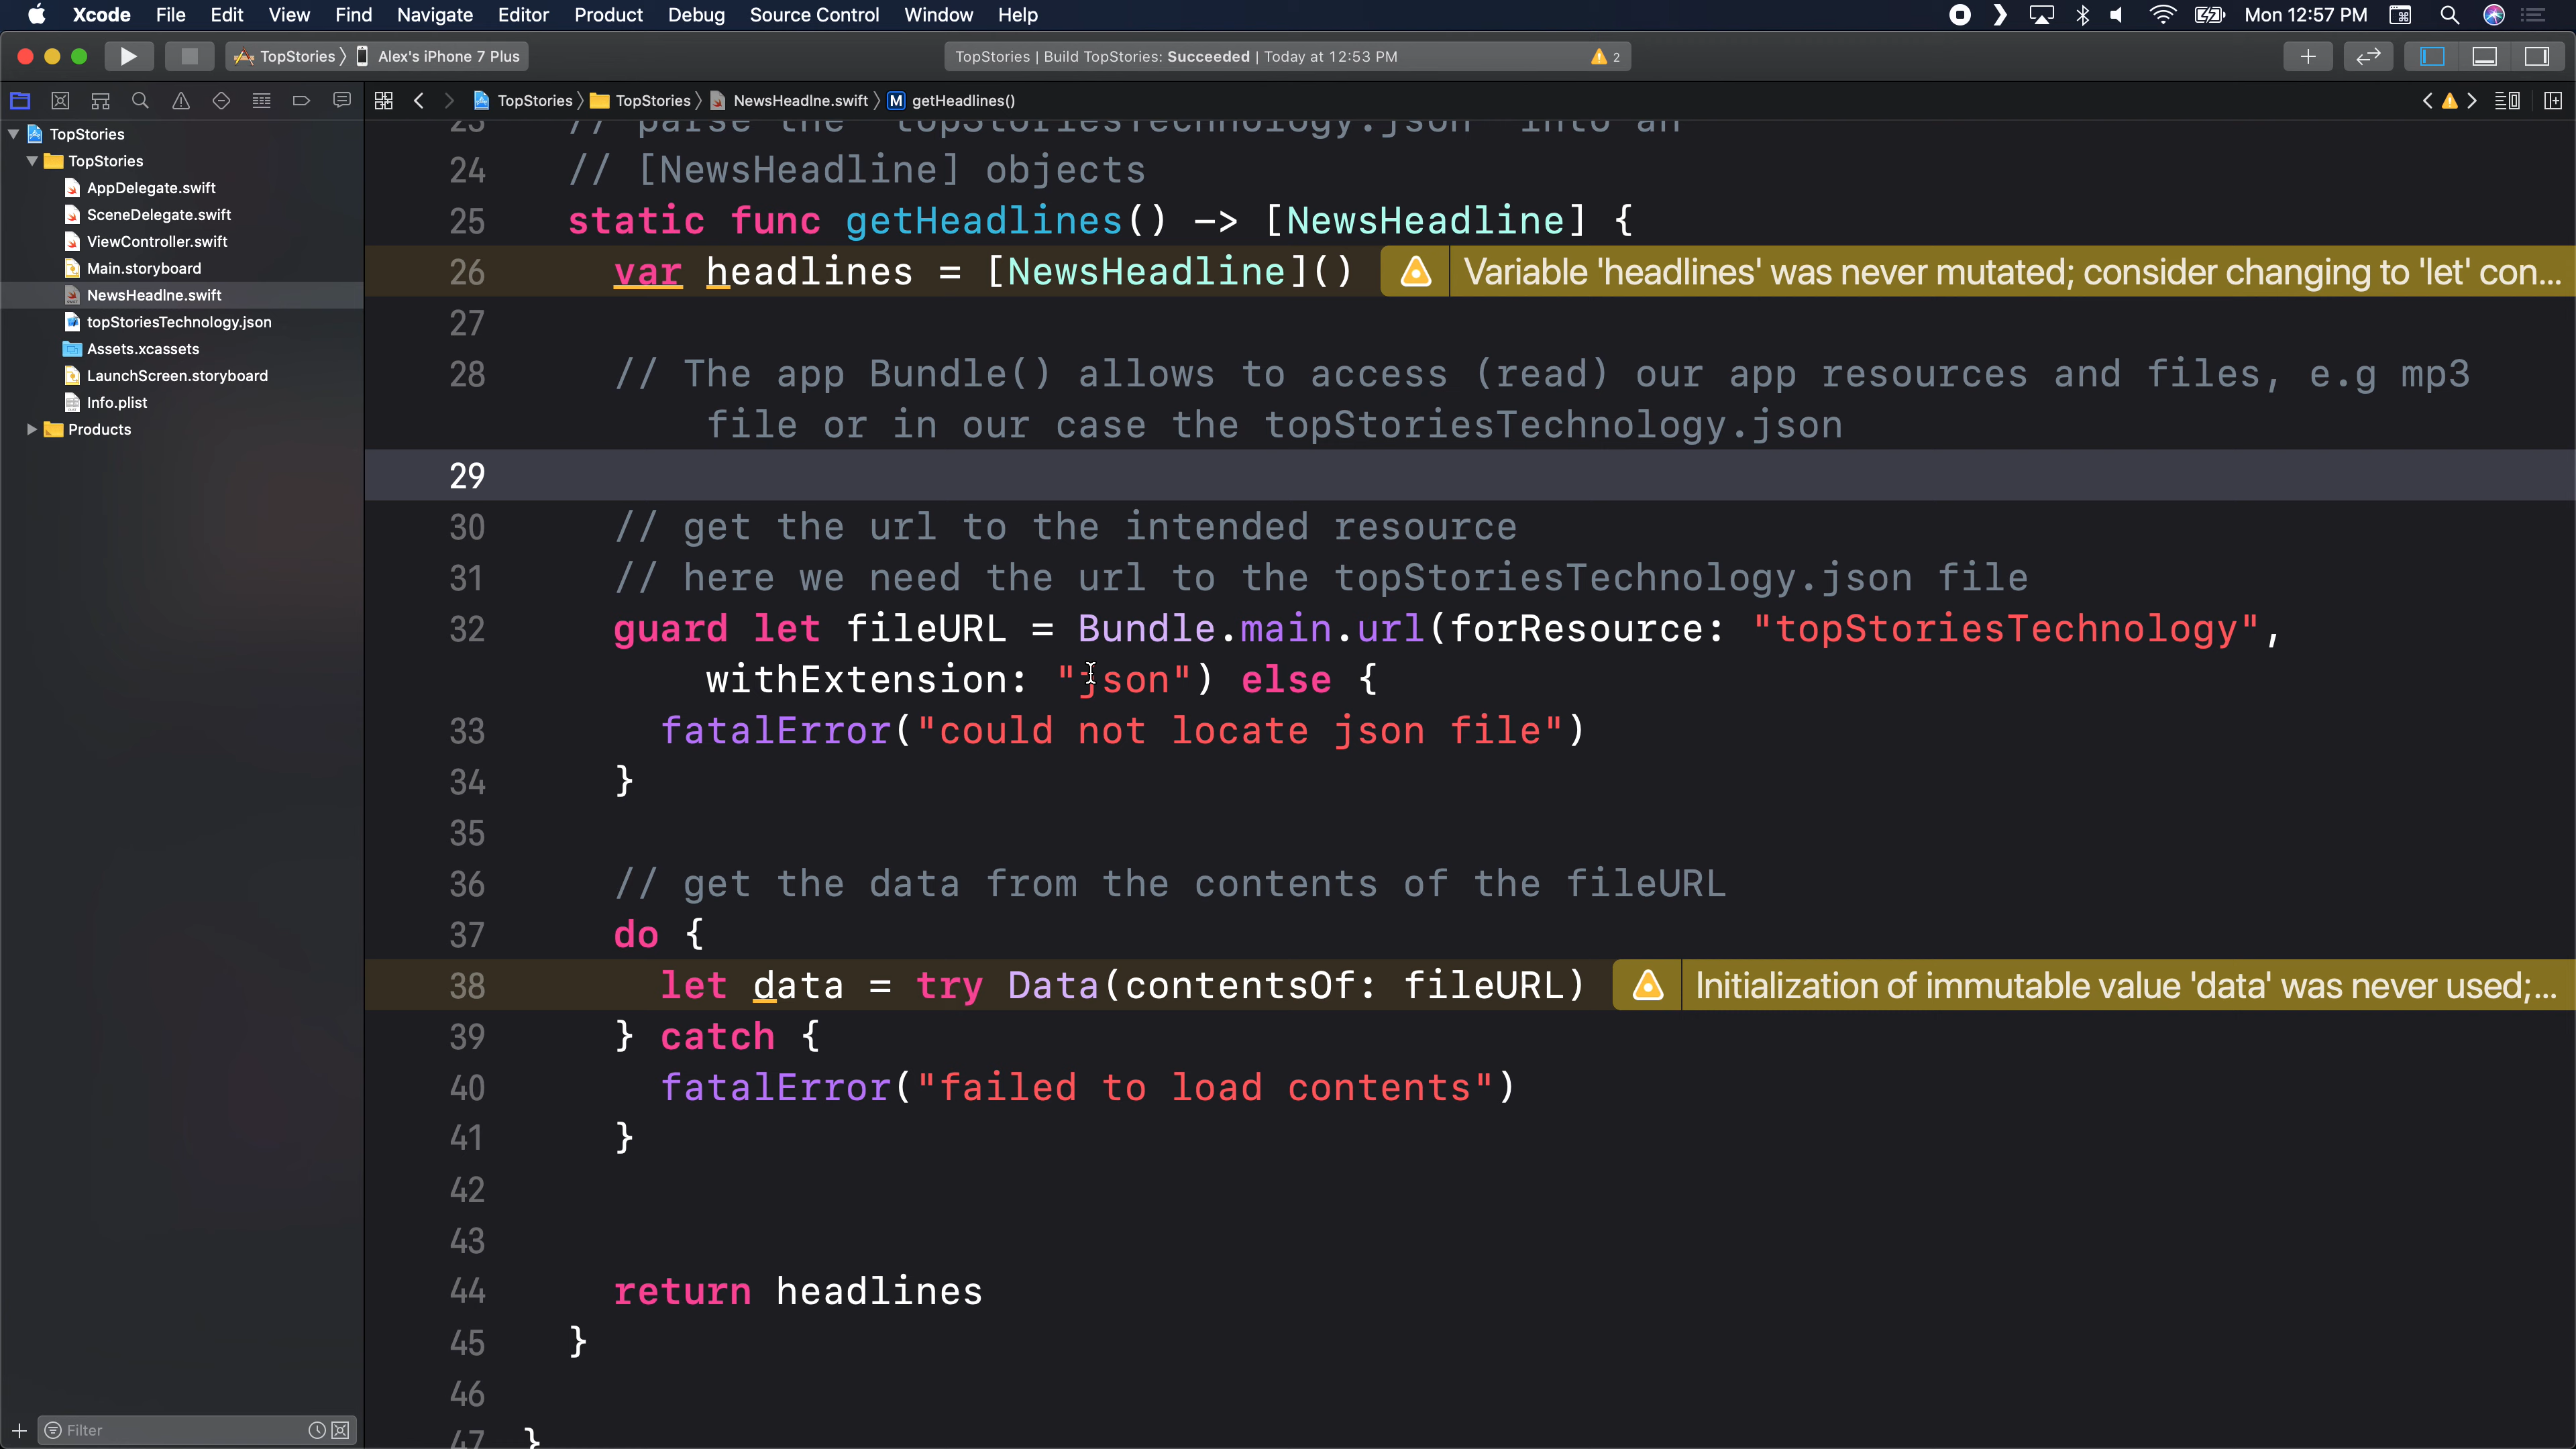 Xcode File Edit View Find Navigate Editor Product Debug Source Control Window Help Mon 12:57 PM
TopStories 〉 Alex's iPhone 7 Plus TopStories | Build TopStories: Succeeded | Today at 12:53 PM 2
TopStories 〉 TopStories 〉 NewsHeadlne.swift 〉 M getHeadlines()
TopStories
TopStories
AppDelegate.swift
SceneDelegate.swift
ViewController.swift
Main.storyboard
NewsHeadlne.swift
topStoriesTechnology.json
Assets.xcassets
LaunchScreen.storyboard
Info.plist
Products
Filter
23 // parse the "topStoriesTechnology.json" into an
24 // [NewsHeadline] objects
25 static func getHeadlines() -> [NewsHeadline] {
26 var headlines = [NewsHeadline]() Variable 'headlines' was never mutated; consider changing to 'let' con...
27
28 // The app Bundle() allows to access (read) our app resources and files, e.g mp3
file or in our case the topStoriesTechnology.json
29
30 // get the url to the intended resource
31 // here we need the url to the topStoriesTechnology.json file
32 guard let fileURL = Bundle.main.url(forResource: "topStoriesTechnology",
withExtension: "json") else {
33 fatalError("could not locate json file")
34 }
35
36 // get the data from the contents of the fileURL
37 do {
38 let data = try Data(contentsOf: fileURL) Initialization of immutable value 'data' was never used;...
39 } catch {
40 fatalError("failed to load contents")
41 }
42
43
44 return headlines
45 }
46
47 }